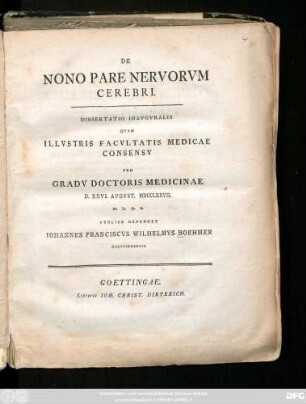 DE
NONO PARE NERVORVM
CEREBRI.
DISSERTATIO INAVGVRALIS
QVAM
ILLVSTRIS FACVLTATIS MEDICAE
CONSENSV
PRO
GRADV DOCTORIS MEDICINAE
D. XXVI. AVGVST. MDCCLXXVII.
PVBLICE DEFENDET
IOHANNES FRANCISCVS WILHELMVS BOEHMER
GOETTINGAE.
Litteris IOH. CHRIST. DIETERICH.